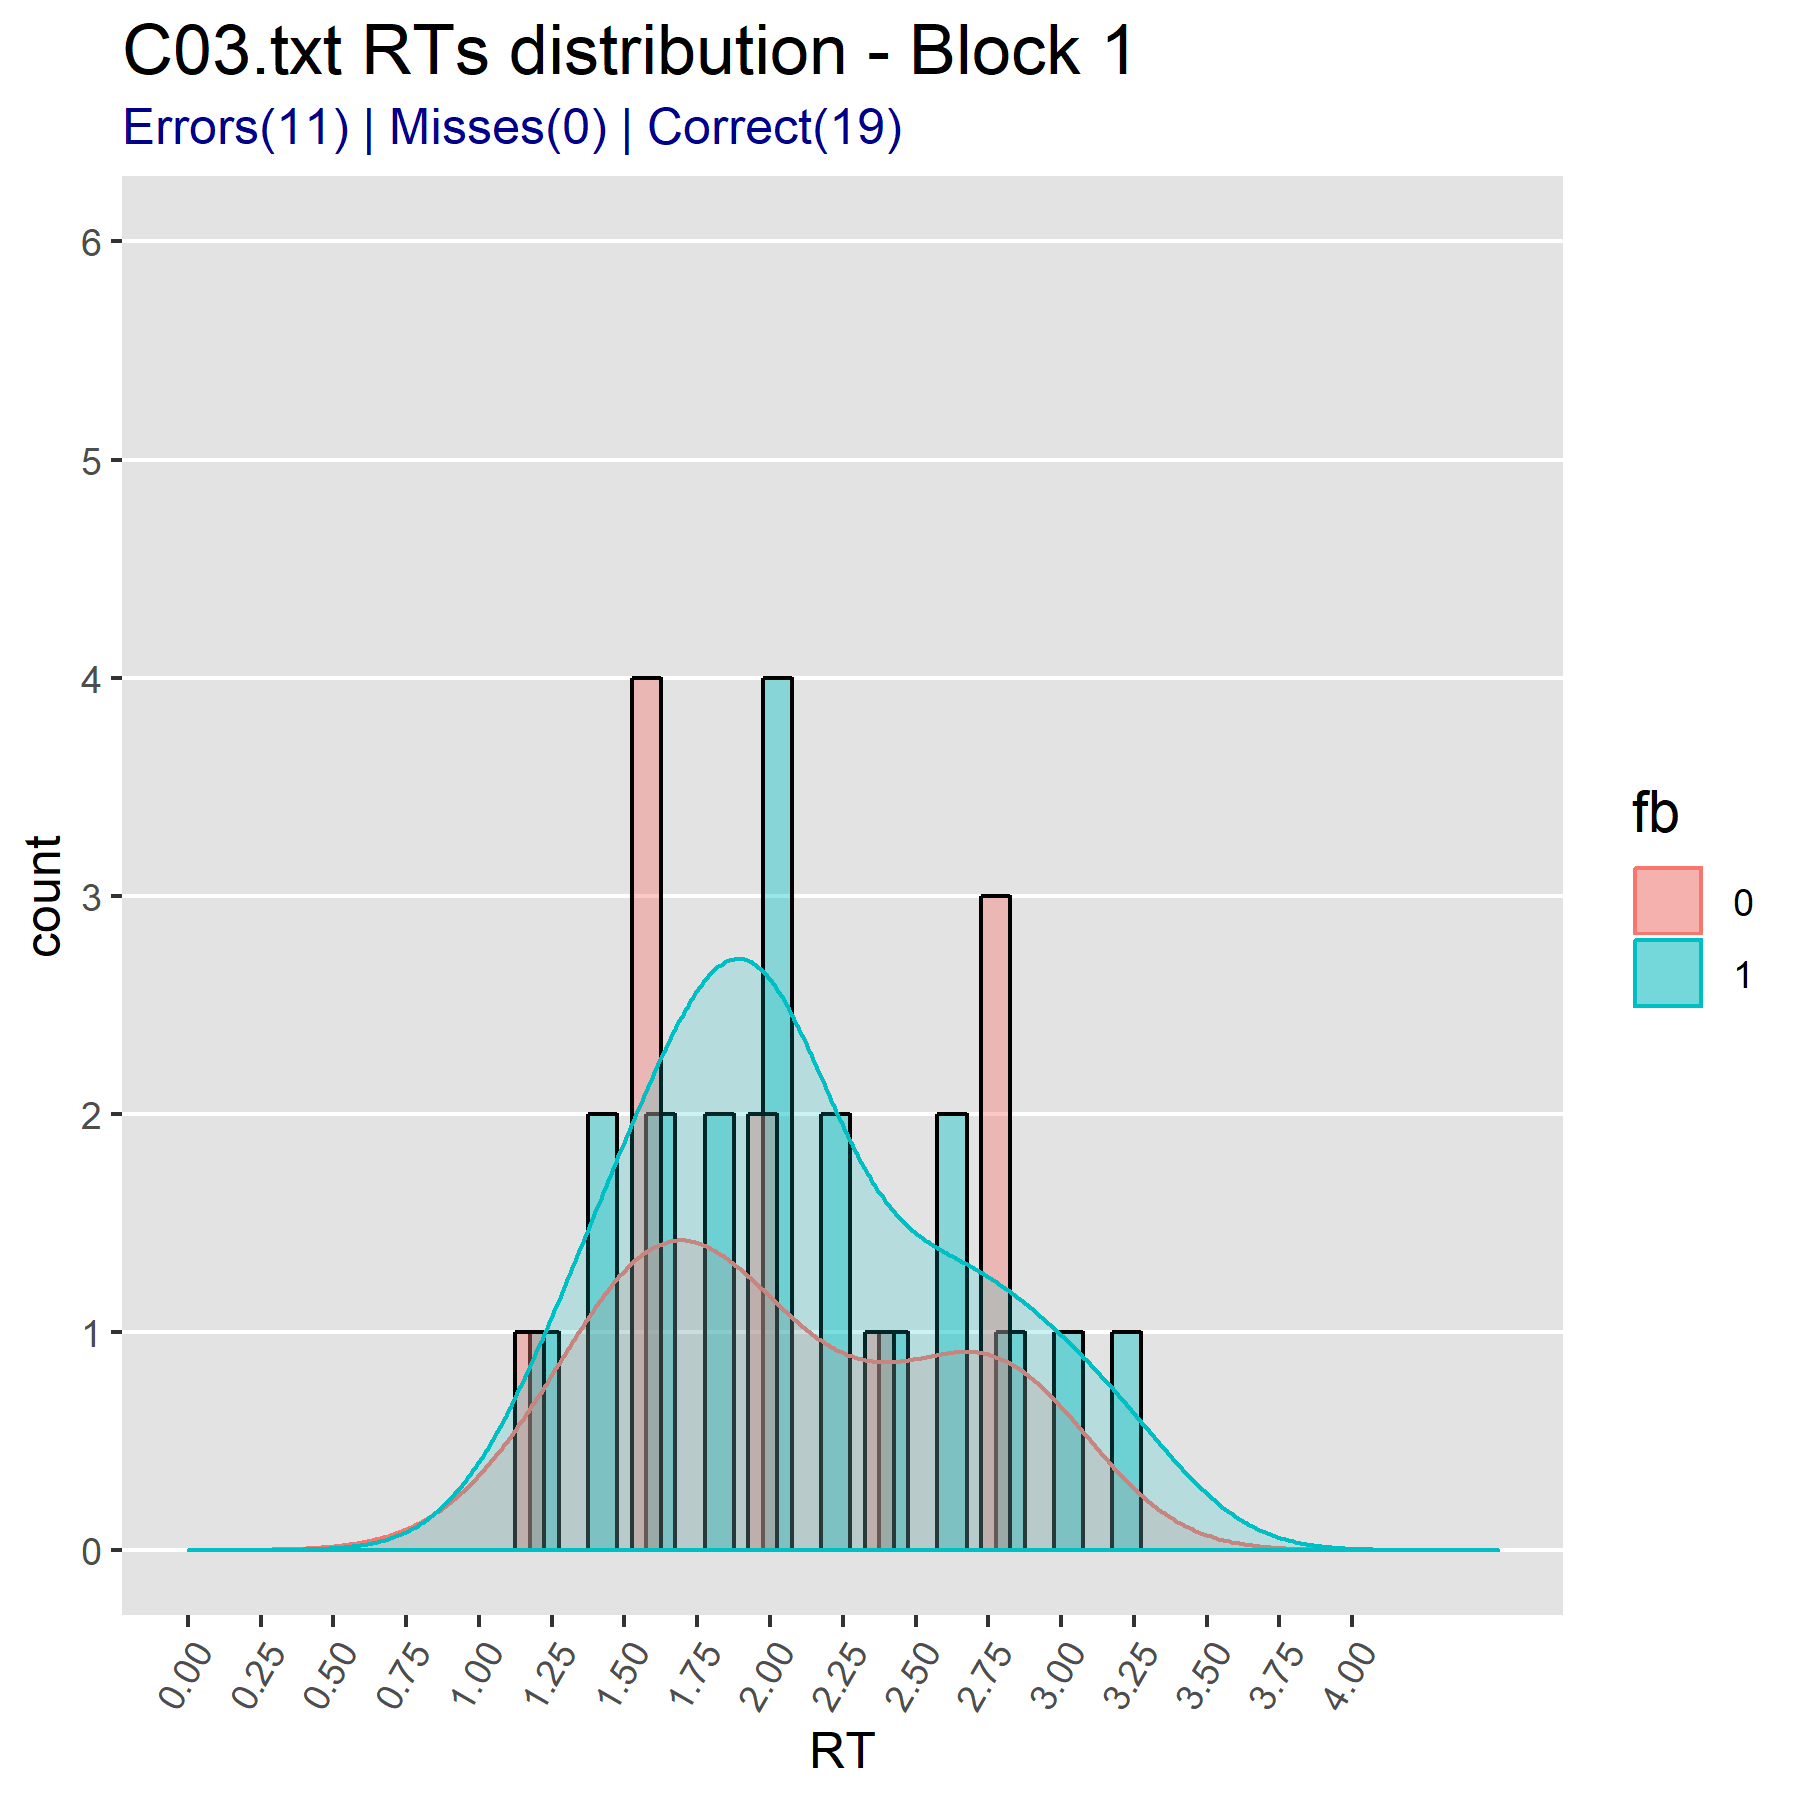 C03.txt RTs distribution - Block 1
Errors(11) | Misses(0) | Correct(19)
6
5
4
3
2
1
0
count
0.00 0.25 0.50 0.75 1.00 1.25 1.50 1.75 2.00 2.25 2.50 2.75 3.00 3.25 3.50 3.75 4.00
RT
fb
0
1